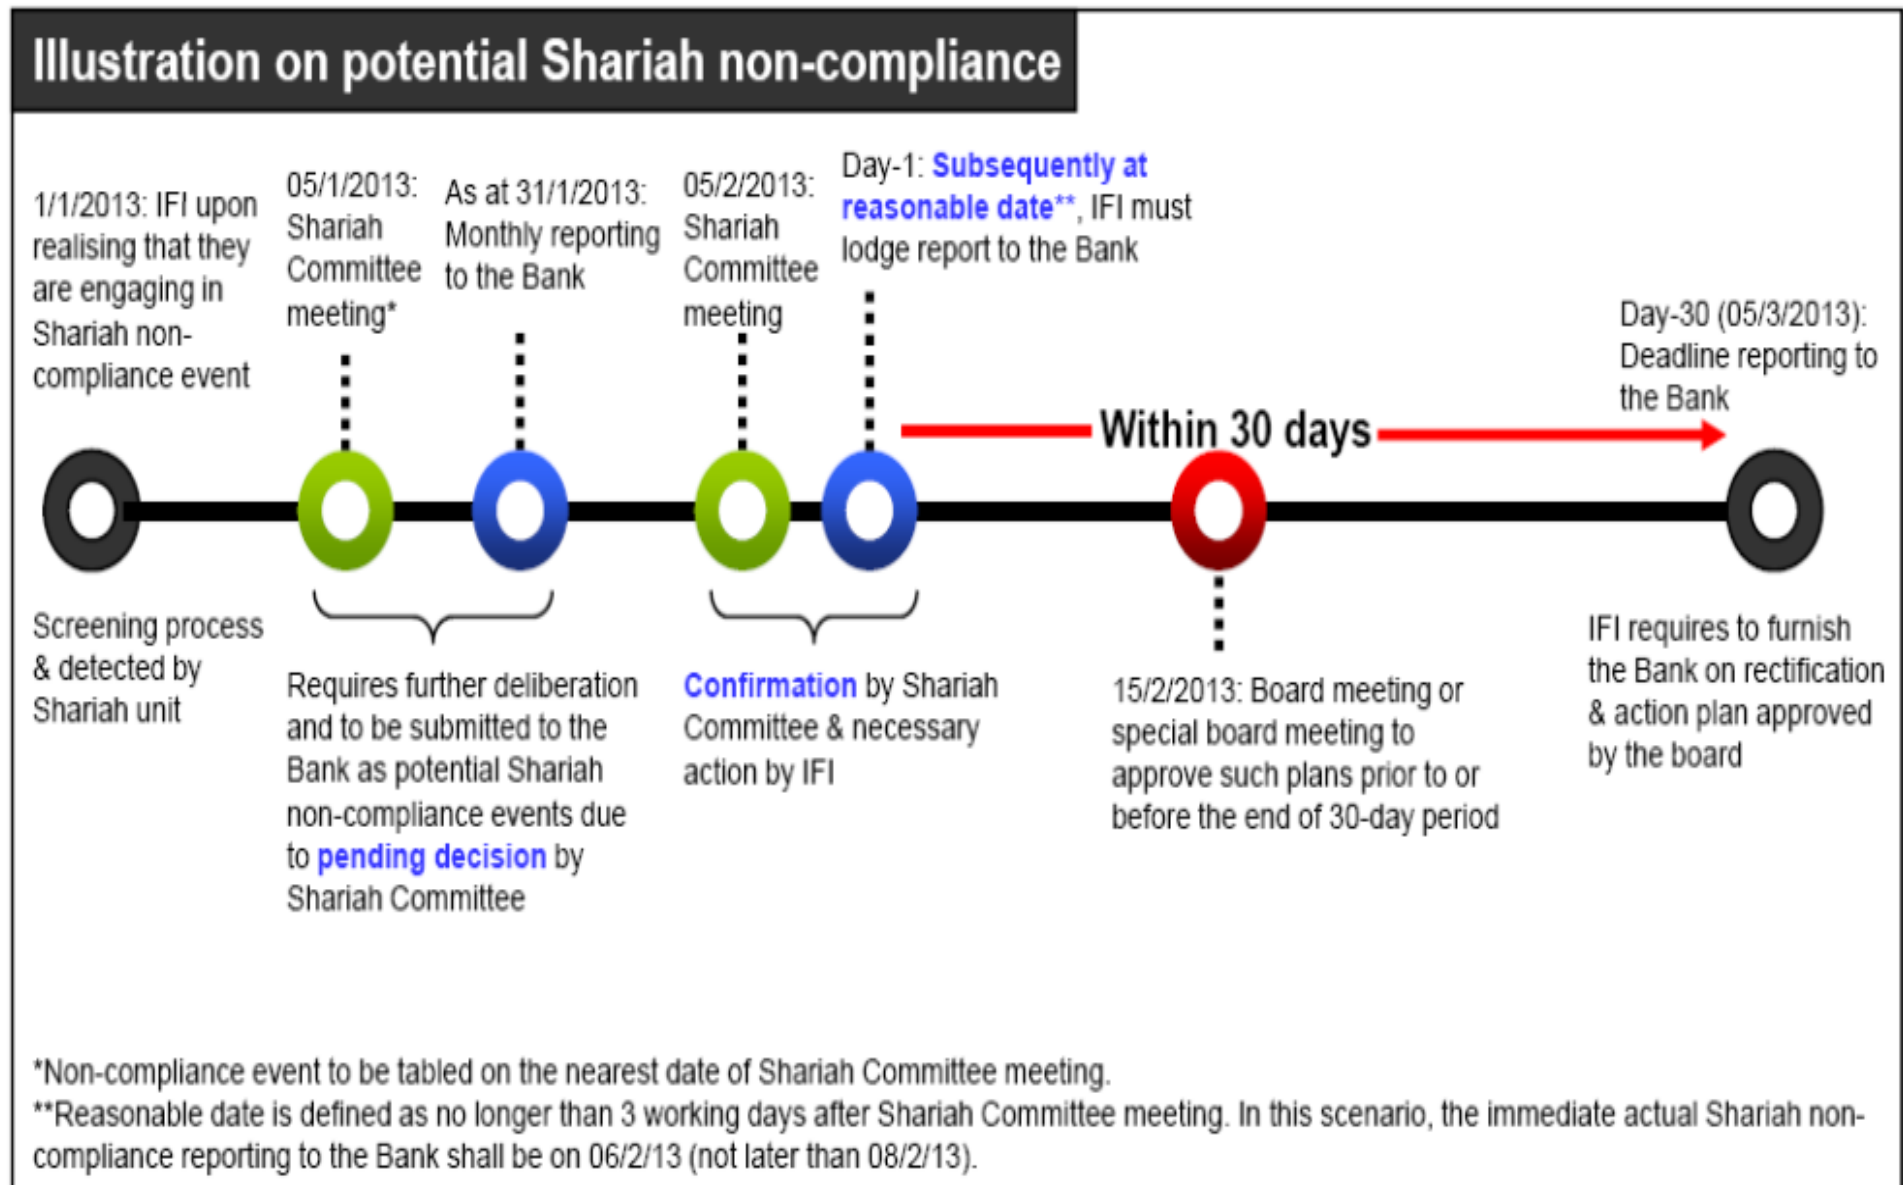 Illustration on potential Shariah non-compliance
1/1/2013: IFI upon
realising that they
are engaging in
Shariah non-
compliance event
05/1/2013:
Shariah
Committee
meeting*
As at 31/1/2013:
Monthly reporting
to the Bank
05/2/2013:
Shariah
Committee
meeting
Day-1: Subsequently at
reasonable date**, IFI must
lodge report to the Bank
Day-30 (05/3/2013):
Deadline reporting to
the Bank
Within 30 days
Screening process
& detected by
Shariah unit
Requires further deliberation
and to be submitted to the
Bank as potential Shariah
non-compliance events due
to pending decision by
Shariah Committee
Confirmation by Shariah
Committee & necessary
action by IFI
15/2/2013: Board meeting or
special board meeting to
approve such plans prior to or
before the end of 30-day period
IFI requires to furnish
the Bank on rectification
& action plan approved
by the board
*Non-compliance event to be tabled on the nearest date of Shariah Committee meeting.
**Reasonable date is defined as no longer than 3 working days after Shariah Committee meeting. In this scenario, the immediate actual Shariah non-
compliance reporting to the Bank shall be on 06/2/13 (not later than 08/2/13).